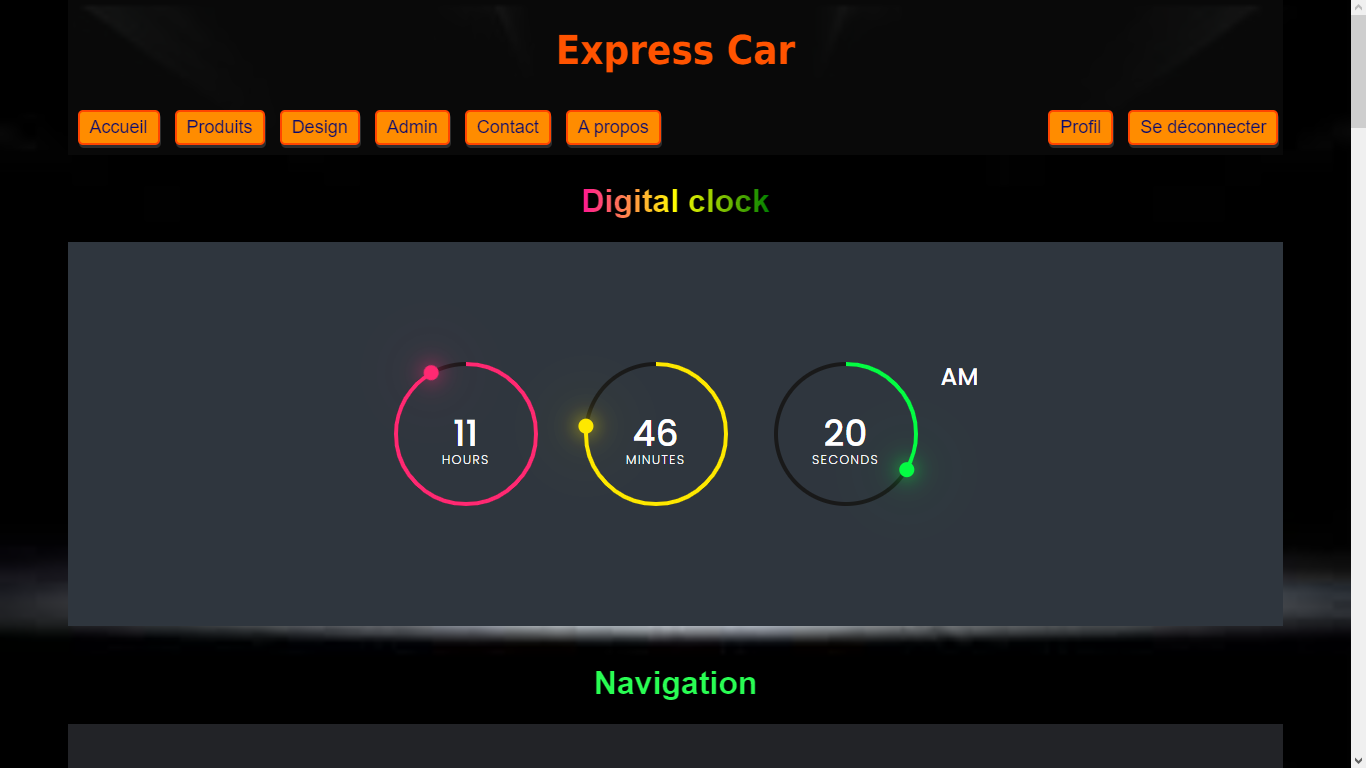 Express Car
Accueil Produits Design Admin Contact A propos Profil Se déconnecter
Digital clock
11 46 20 AM
HOURS MINUTES SECONDS
Navigation